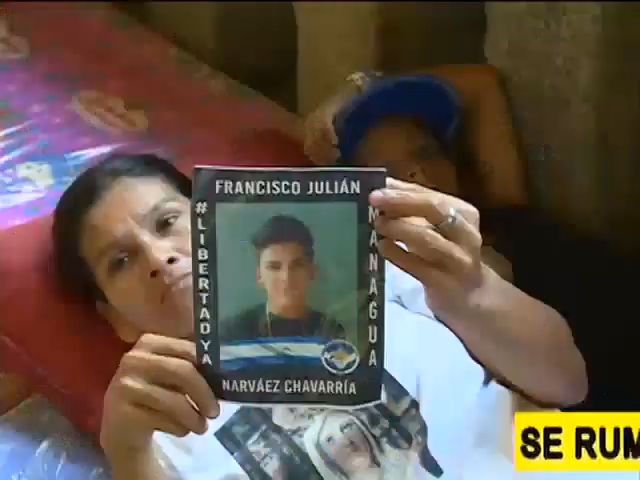 FRANCISCO JULIÁN
#LIBERTADYA
MANAGUA
NARVÁEZ CHAVARRÍA
SE RUM